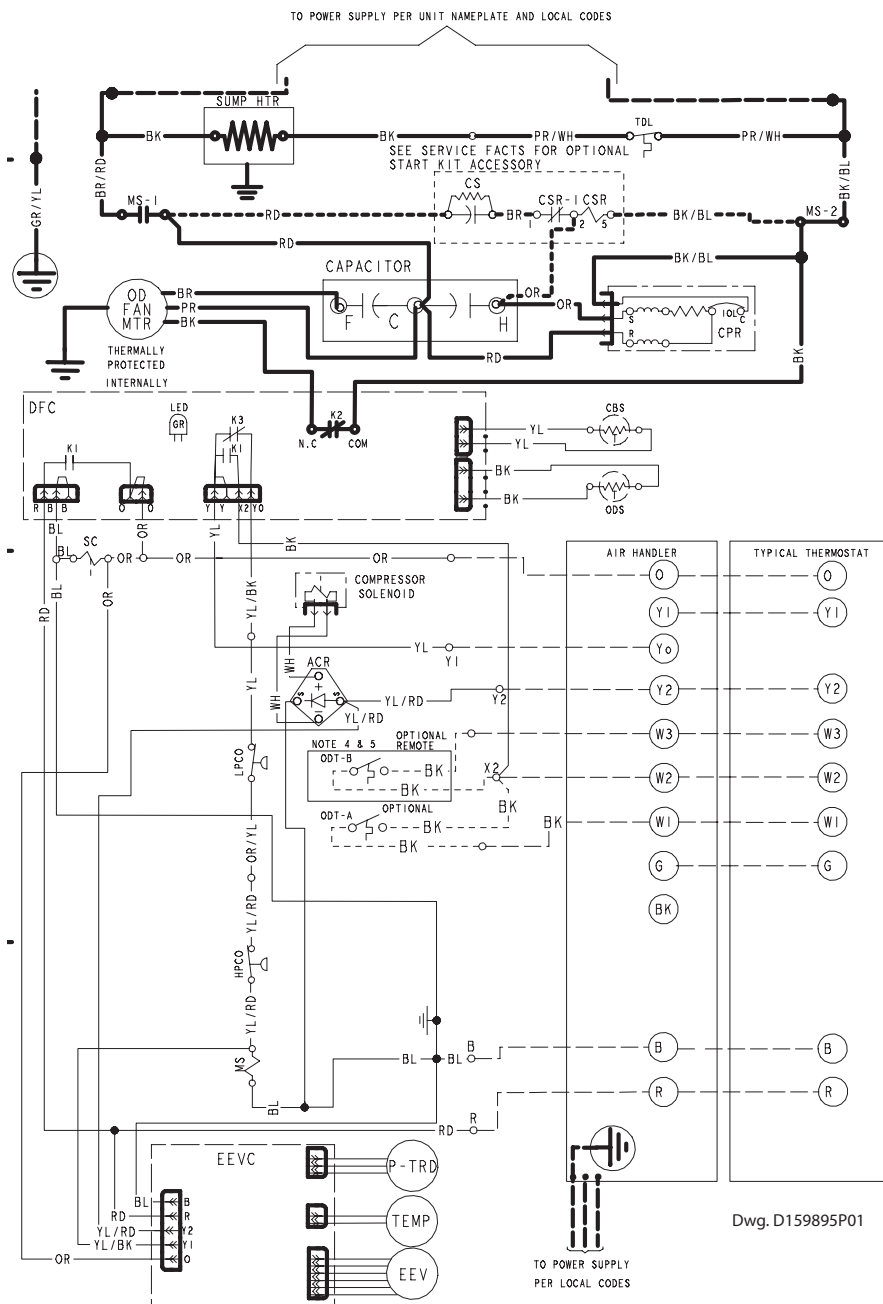 TO POWER SUPPLY PER UNIT NAMEPLATE AND LOCAL CODES
SUMP HTR
TDL
BK
BK
PR/WH
PR/WH
SEE SERVICE FACTS FOR OPTIONAL
START KIT ACCESSORY
GR/YL
BR/RD
BK/BL
MS-1
RD
CS
BR
CSR-1 CSR
1
2
5
BK/BL
MS-2
RD
BK/BL
CAPACITOR
OR
OR
F
C
H
OD
FAN
MTR
BR
PR
BK
S
R
IOL
C
CPR
RD
BK
THERMALLY
PROTECTED
INTERNALLY
DFC
LED
GR
K3
K1
K1
K2
N.C
COM
YL
YL
CBS
BK
BK
ODS
R B B
O O
Y Y X2 YO
BL
OR
YL
BK
BL
SC
OR
OR
OR
RD
BL
OR
YL/BK
COMPRESSOR
SOLENOID
AIR HANDLER
TYPICAL THERMOSTAT
O
O
Y1
Y1
YL
Y1
Yo
YL
WH
WH
ACR
+
S
S
−
YL/RD
YL/RD
Y2
Y2
Y2
LPCO
NOTE 4 & 5
OPTIONAL
REMOTE
ODT-B
BK
BK
W3
W3
X2
W2
W2
BK
ODT-A
OPTIONAL
BK
BK
BK
W1
W1
OR/YL
G
G
YL/RD
BK
HPCO
YL/RD
MS
BL
BL
BL
B
B
B
R
R
RD
R
EEVC
P-TRD
TEMP
EEV
BL
B
RD
R
YL/RD
Y2
YL/BK
Y1
OR
O
Dwg. D159895P01
TO POWER SUPPLY
PER LOCAL CODES